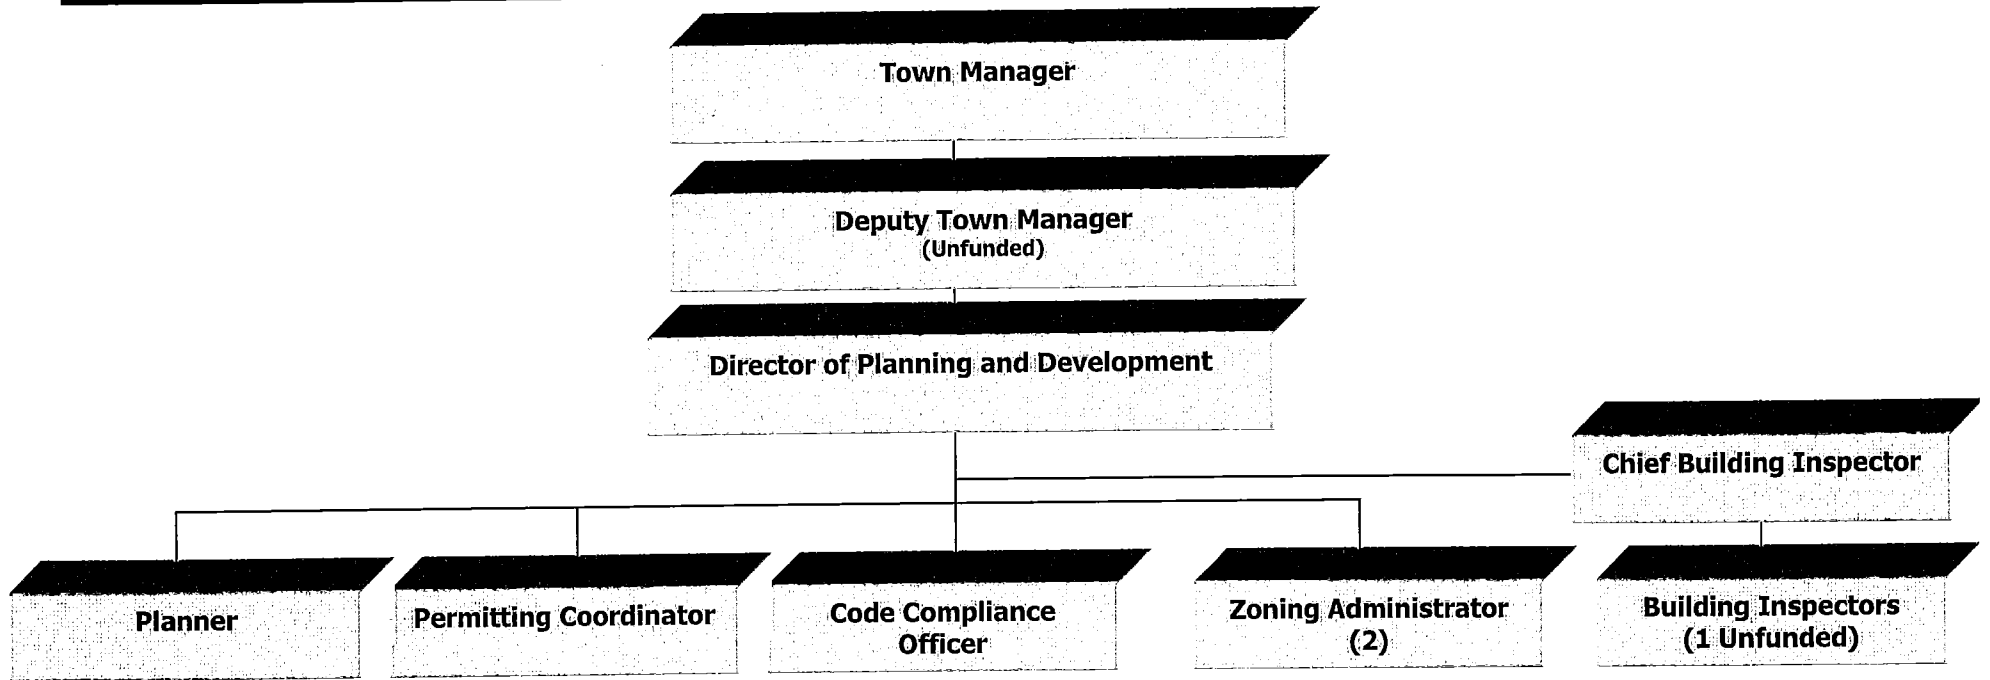 Town Manager
Deputy Town Manager
(Unfunded)
Director of Planning and Development
Chief Building Inspector
Planner
Permitting Coordinator
Code Compliance
Officer
Zoning Administrator
(2)
Building Inspectors
(1 Unfunded)